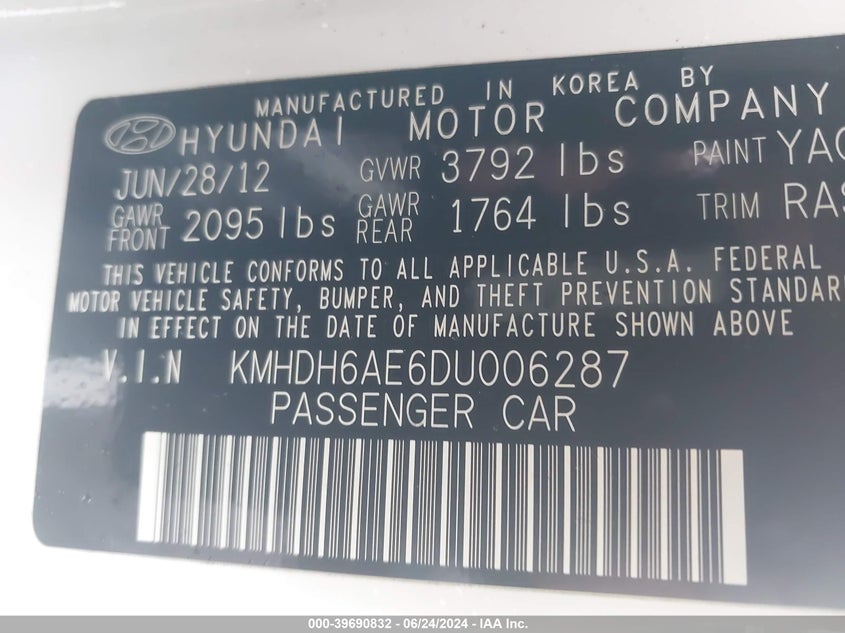 MANUFACTURED IN KOREA BY
HYUNDAI MOTOR COMPANY
JUN/28/12 GVWR 3792 lbs PAINT
GAWR FRONT 2095 lbs GAWR REAR 1764 lbs TRIM
THIS VEHICLE CONFORMS TO ALL APPLICABLE U.S.A. FEDERAL
MOTOR VEHICLE SAFETY, BUMPER, AND THEFT PREVENTION STANDAR
IN EFFECT ON THE DATE OF MANUFACTURE SHOWN ABOVE
V.I.N KMHDH6AE6DU006287
PASSENGER CAR
000-39690832 - 06/24/2024 - IAA Inc.